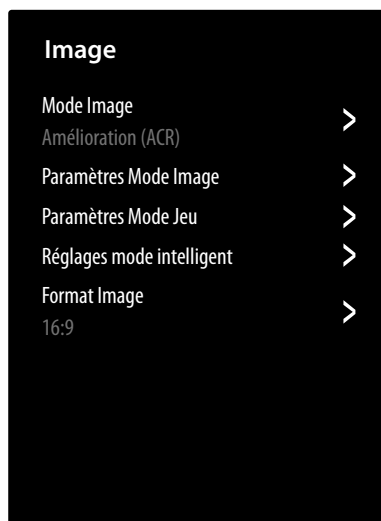 Image
Mode Image
Amélioration (ACR)
Paramètres Mode Image
Paramètres Mode Jeu
Réglages mode intelligent
Format Image
16:9